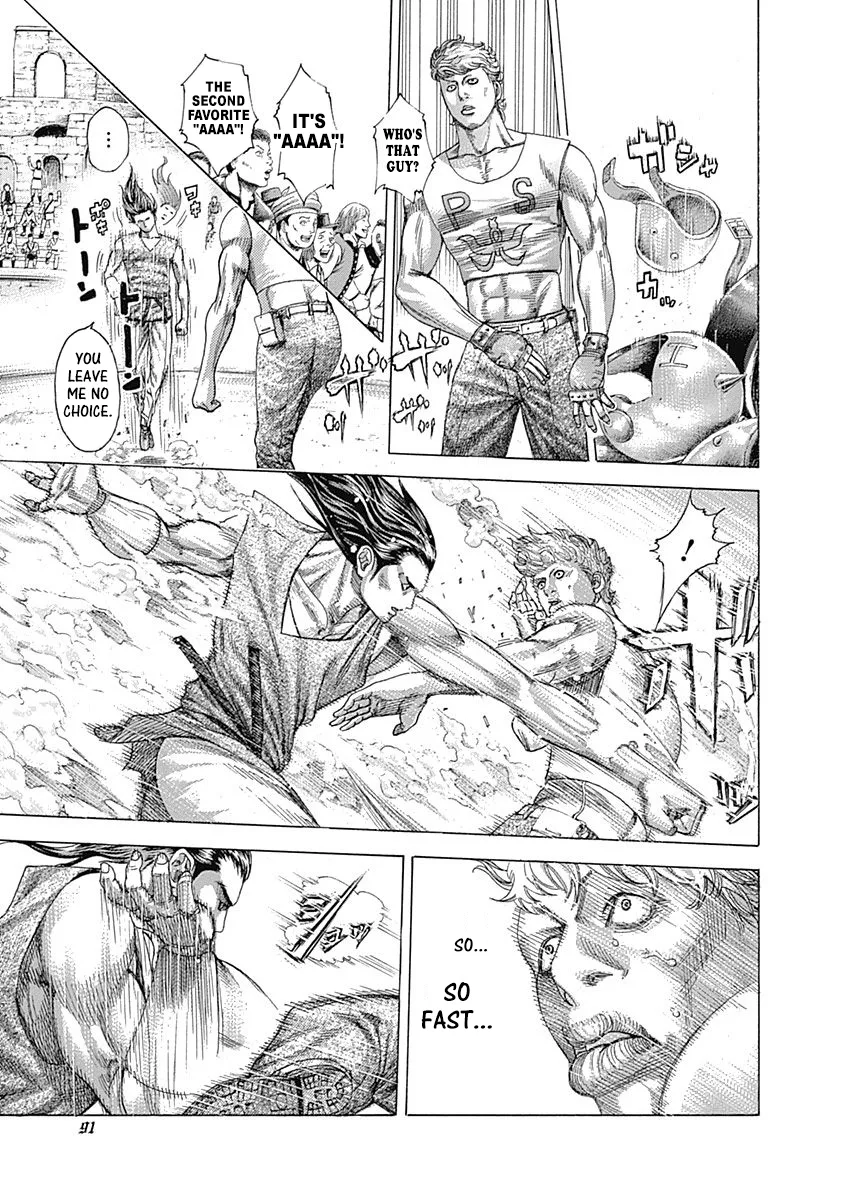 WHO'S
THAT
GUY?
IT'S
"AAAA"!
THE
SECOND
FAVORITE
"AAAA"!
P S
I
...
YOU
LEAVE
ME NO
CHOICE.
!
SO...
SO
FAST...
91